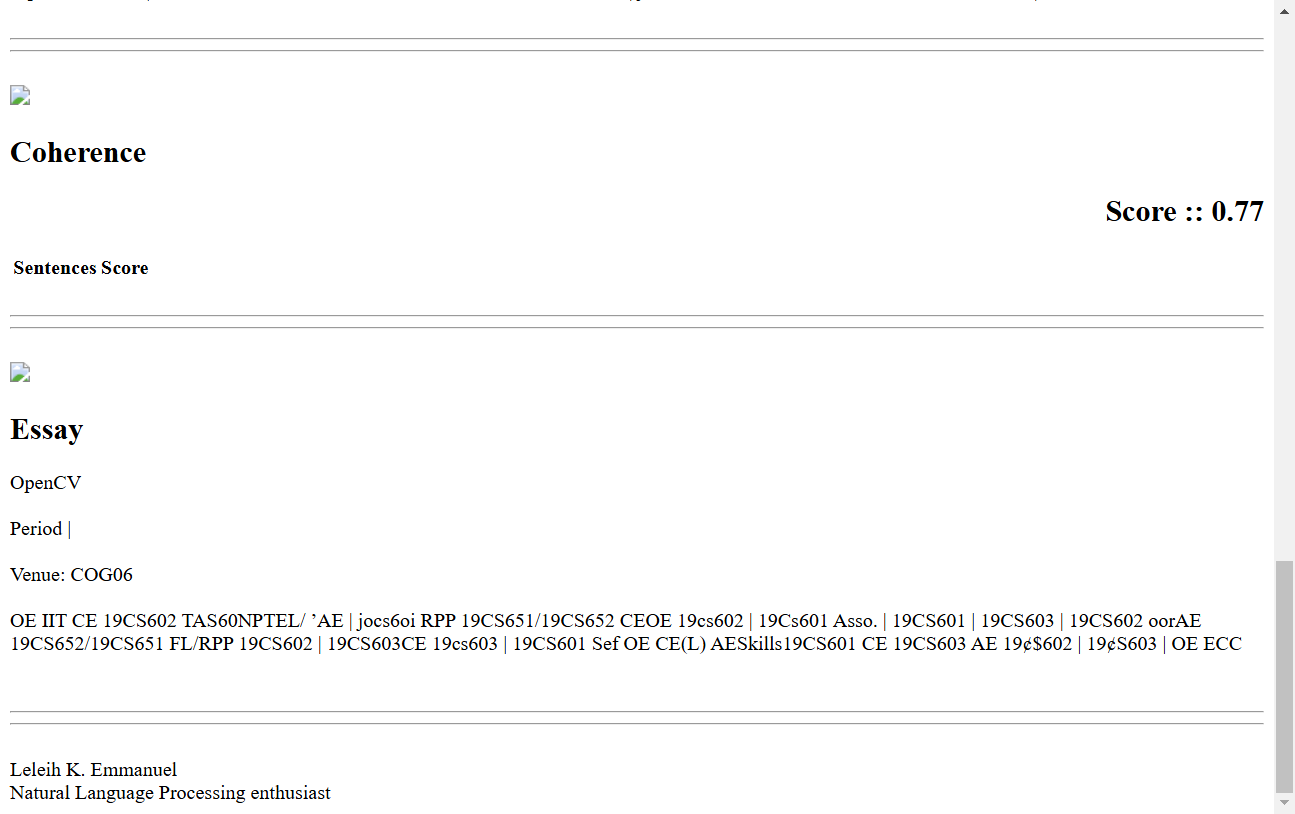 Coherence
Score :: 0.77
Sentences Score
Essay
OpenCV
Period |
Venue: COG06
OE IIT CE 19CS602 TAS60NPTEL/ ’AE | jocs6oi RPP 19CS651/19CS652 CEOE 19cs602 | 19Cs601 Asso. | 19CS601 | 19CS603 | 19CS602 oorAE
19CS652/19CS651 FL/RPP 19CS602 | 19CS603CE 19cs603 | 19CS601 Sef OE CE(L) AESkills19CS601 CE 19CS603 AE 19¢$602 | 19¢S603 | OE ECC
Leleih K. Emmanuel
Natural Language Processing enthusiast